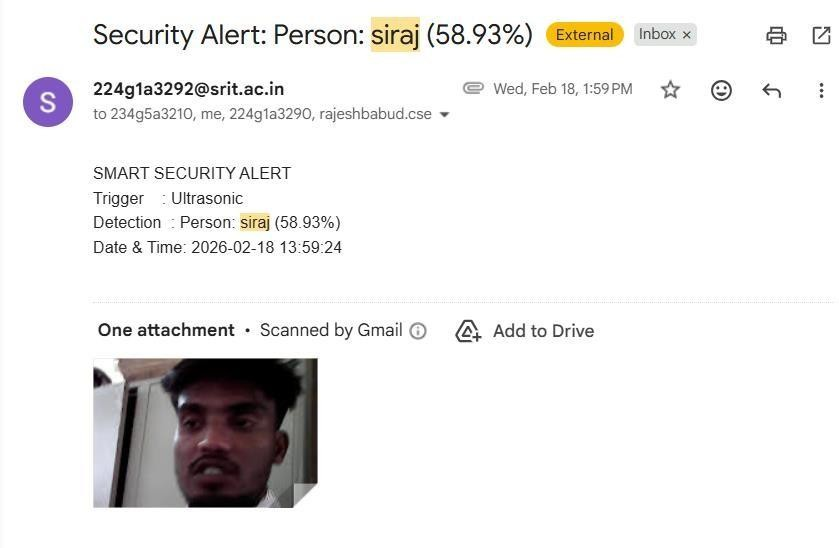 Security Alert: Person: siraj (58.93%) External Inbox ×
S
224g1a3292@srit.ac.in Wed, Feb 18, 1:59 PM
to 234g5a3210, me, 224g1a3290, rajeshbabud.cse
SMART SECURITY ALERT
Trigger : Ultrasonic
Detection : Person: siraj (58.93%)
Date & Time: 2026-02-18 13:59:24
One attachment • Scanned by Gmail Add to Drive